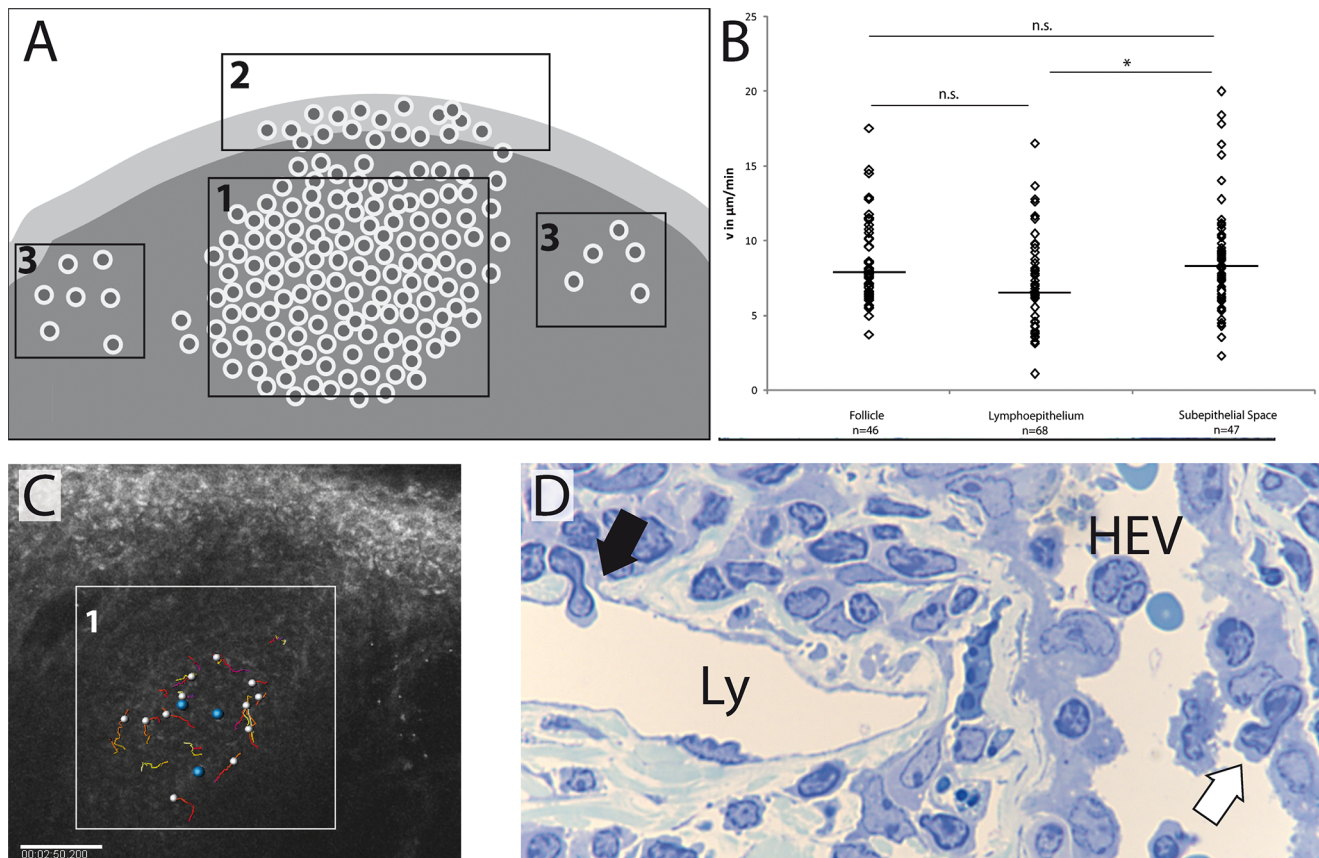 A
2
1
3
3
B
v in µm/min
25
20
15
10
5
0
n.s.
*
n.s.
Follicle
n=46
Lymphoepithelium
n=68
Subepithelial Space
n=47
C
1
00:02:50.200
D
HEV
Ly